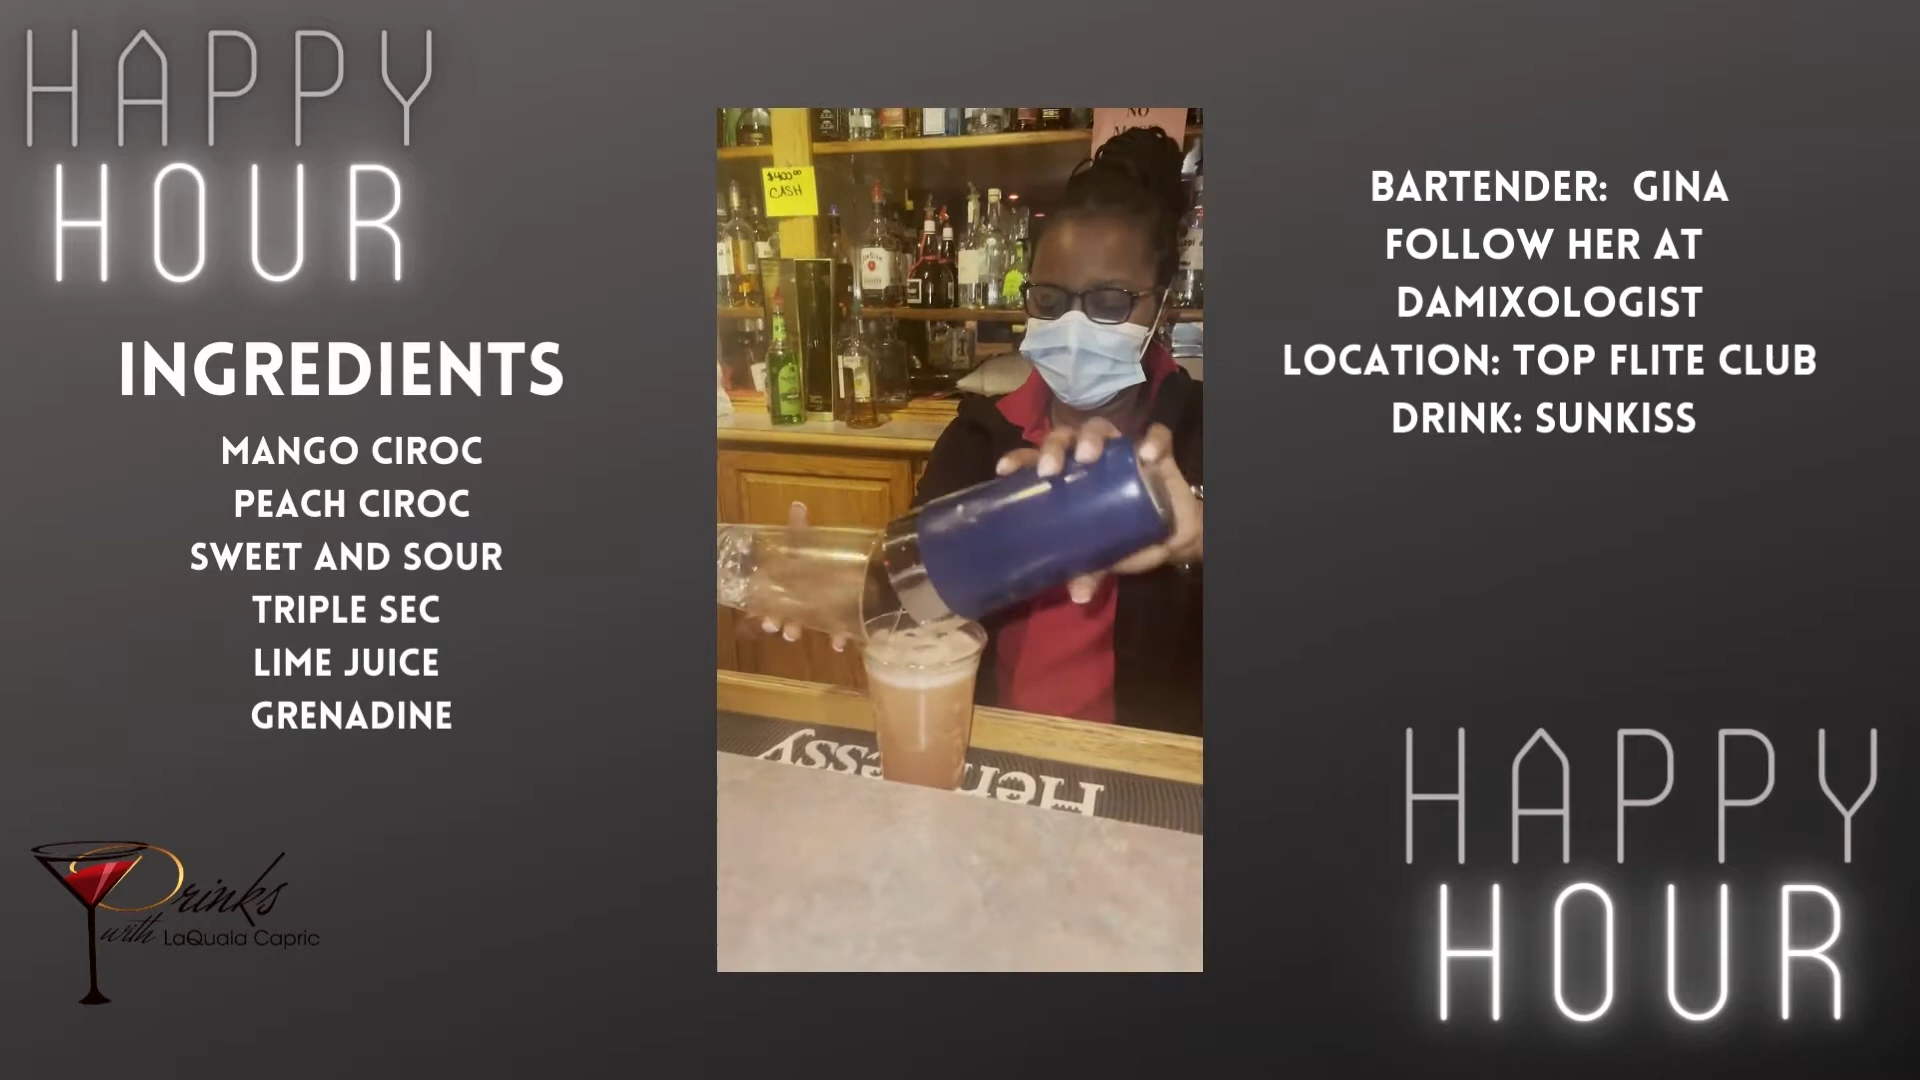 HAPPY
HOUR
INGREDIENTS
MANGO CIROC
PEACH CIROC
SWEET AND SOUR
TRIPLE SEC
LIME JUICE
GRENADINE
Drinks
with LaQuala Capric
NO
$400.00
CASH
Hennessy
BARTENDER: GINA
FOLLOW HER AT
DAMIXOLOGIST
LOCATION: TOP FLITE CLUB
DRINK: SUNKISS
HAPPY
HOUR